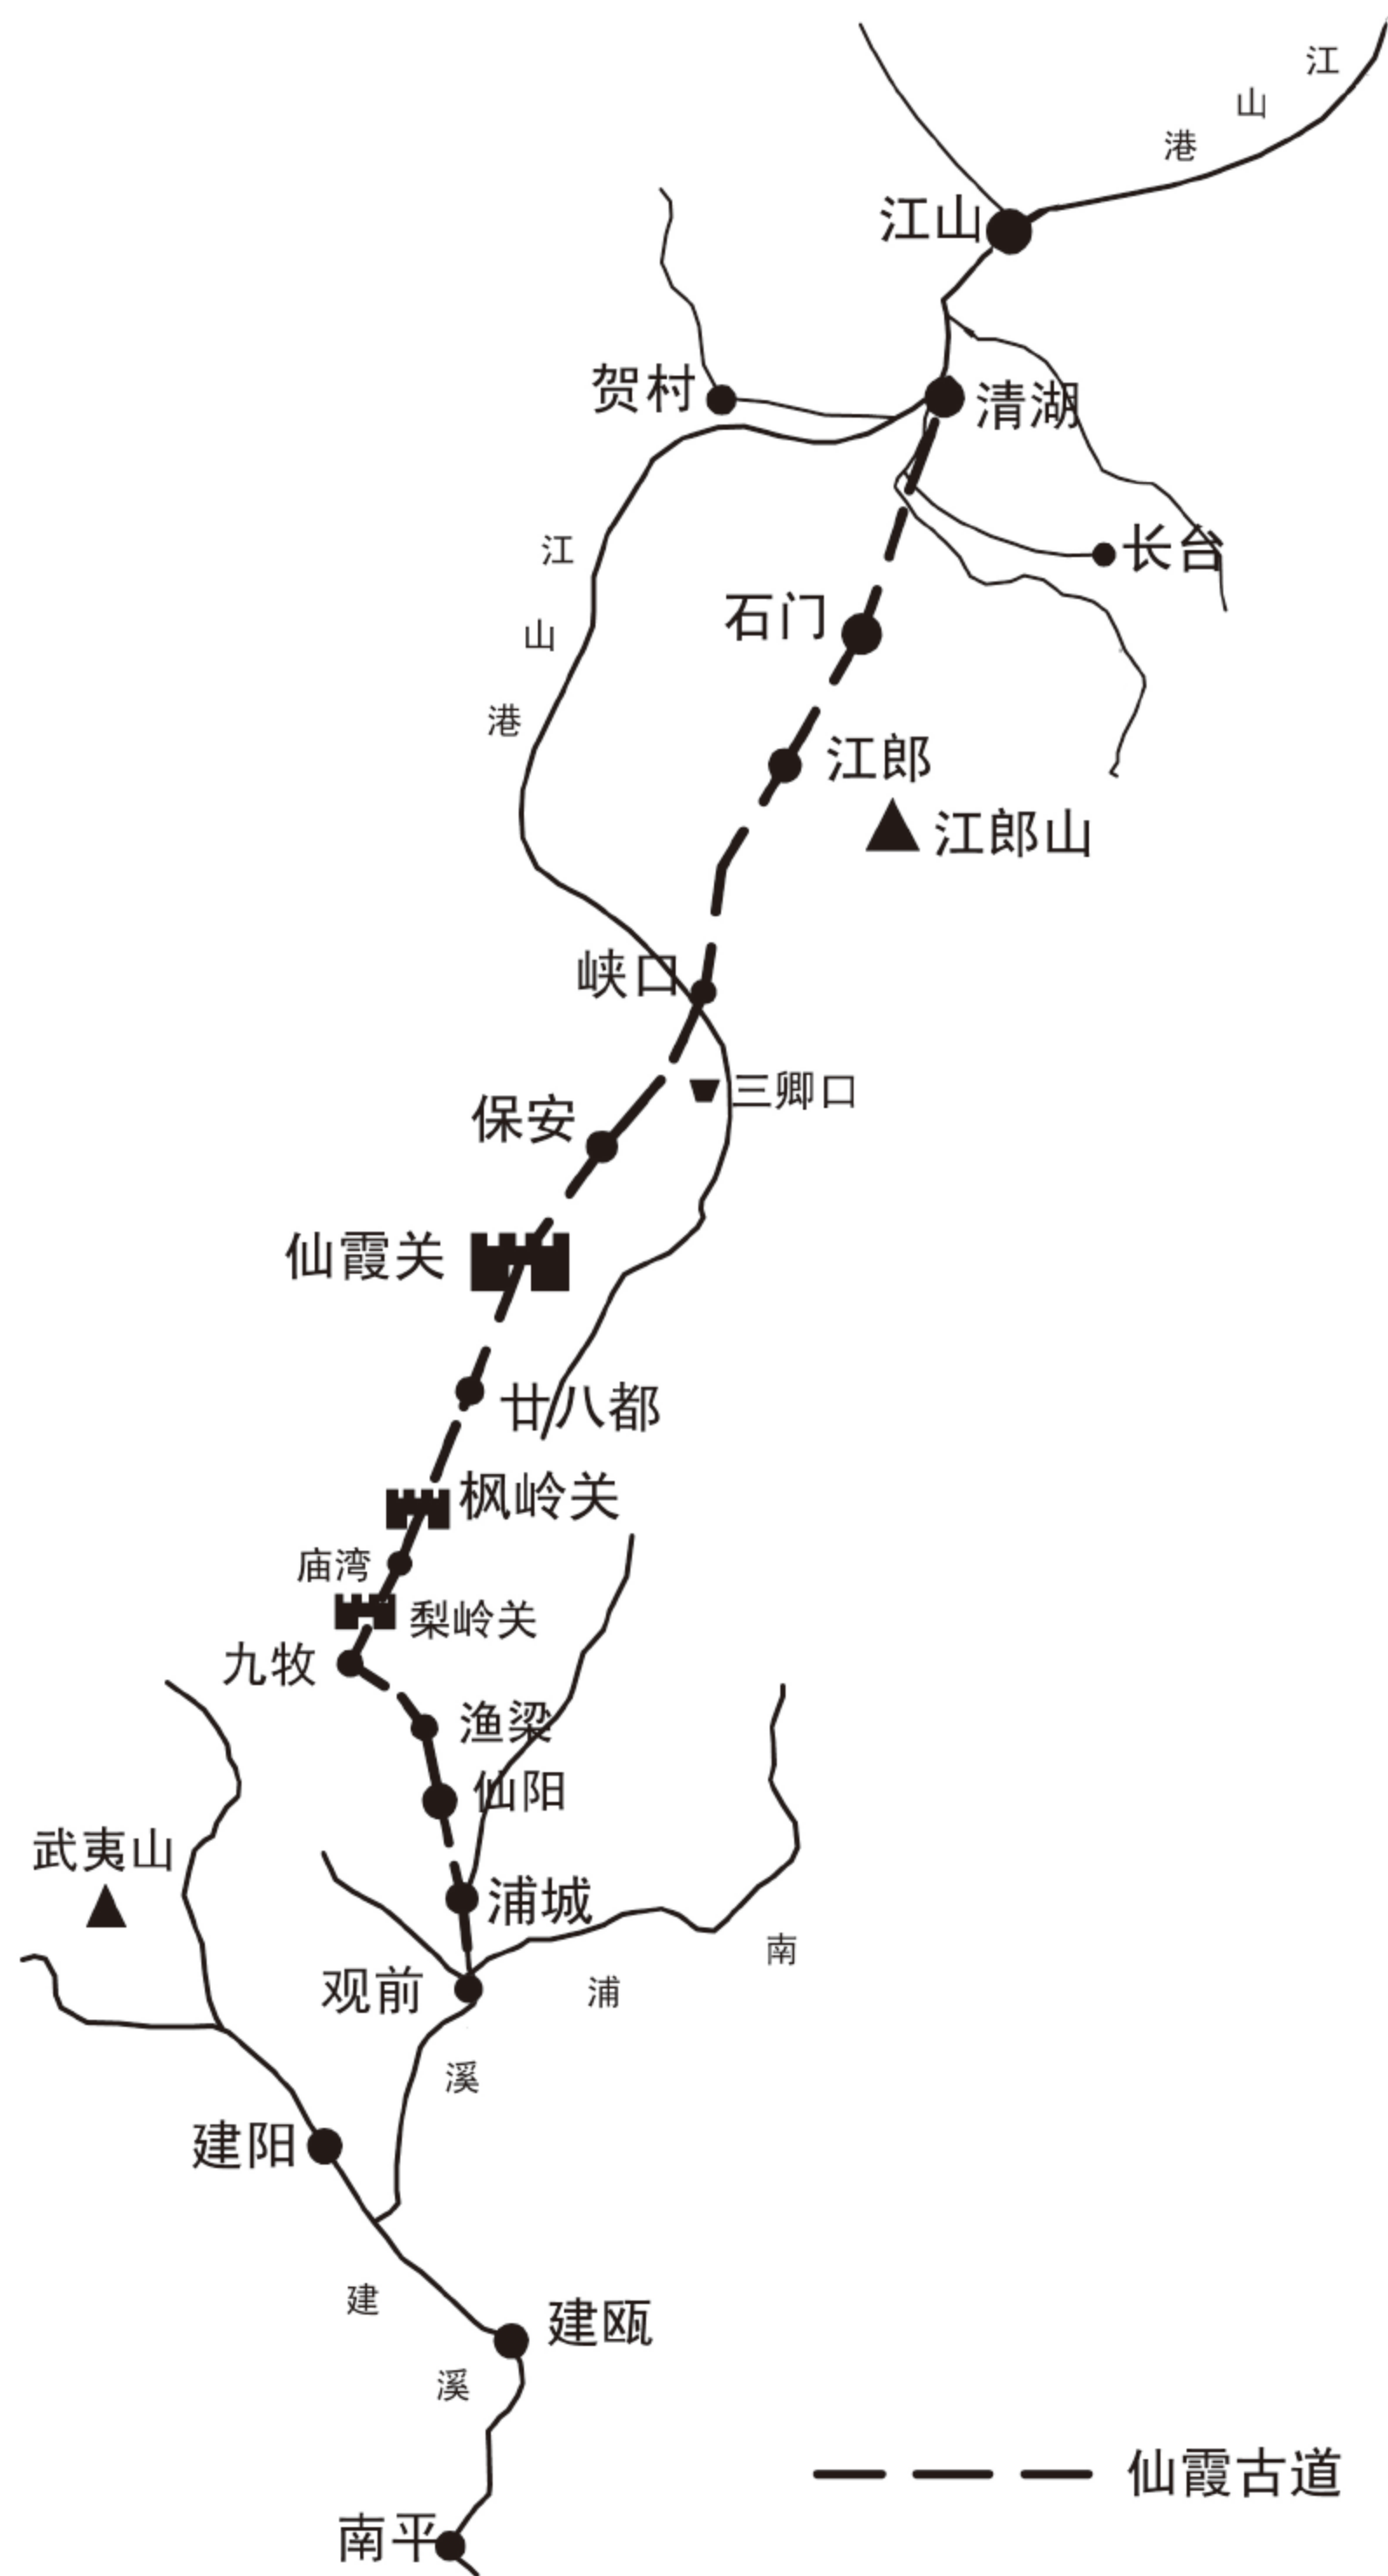 江山港
江山
贺村
清湖
长台
江山港
石门
江郎
江郎山
峡口
三卿口
保安
仙霞关
廿八都
枫岭关
庙湾
梨岭关
九牧
渔梁
仙阳
武夷山
浦城
南浦溪
观前
建阳
建溪
建瓯
仙霞古道
南平